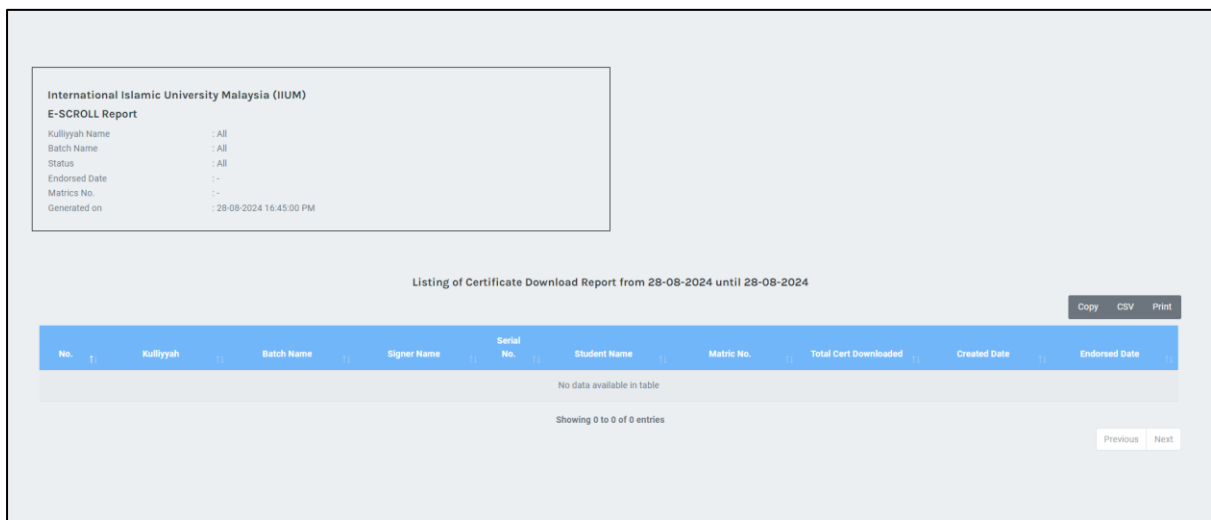 International Islamic University Malaysia (IIUM)
E-SCROLL Report
Kulliyyah Name : All
Batch Name : All
Status : All
Endorsed Date : -
Matrics No. : -
Generated on : 28-08-2024 16:45:00 PM
Listing of Certificate Download Report from 28-08-2024 until 28-08-2024
Copy CSV Print
No. Kulliyyah Batch Name Signer Name Serial No. Student Name Matric No. Total Cert Downloaded Created Date Endorsed Date
No data available in table
Showing 0 to 0 of 0 entries
Previous Next